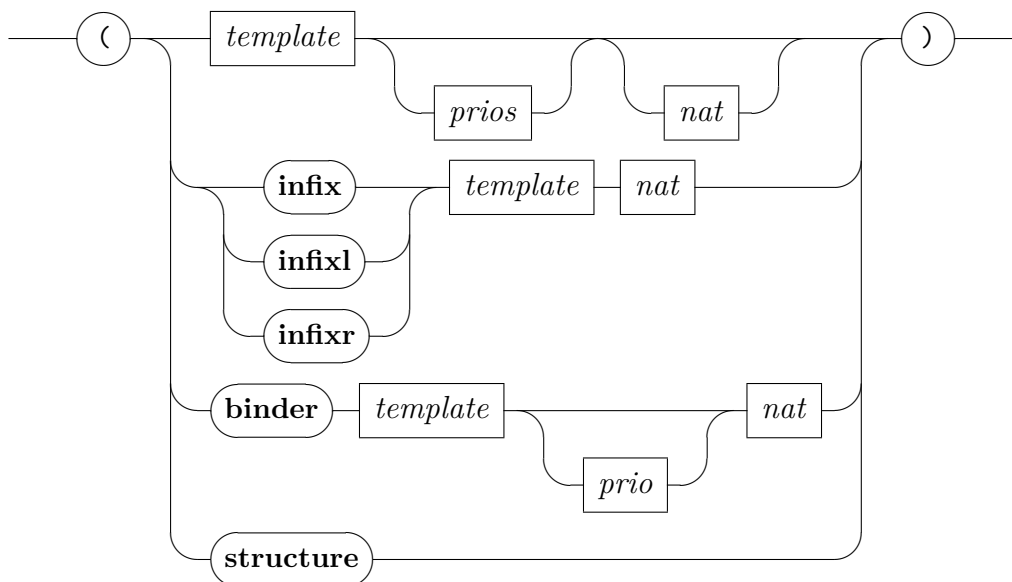 ( template )
prios nat
infix template nat
infixl
infixr
binder template nat
prio
structure